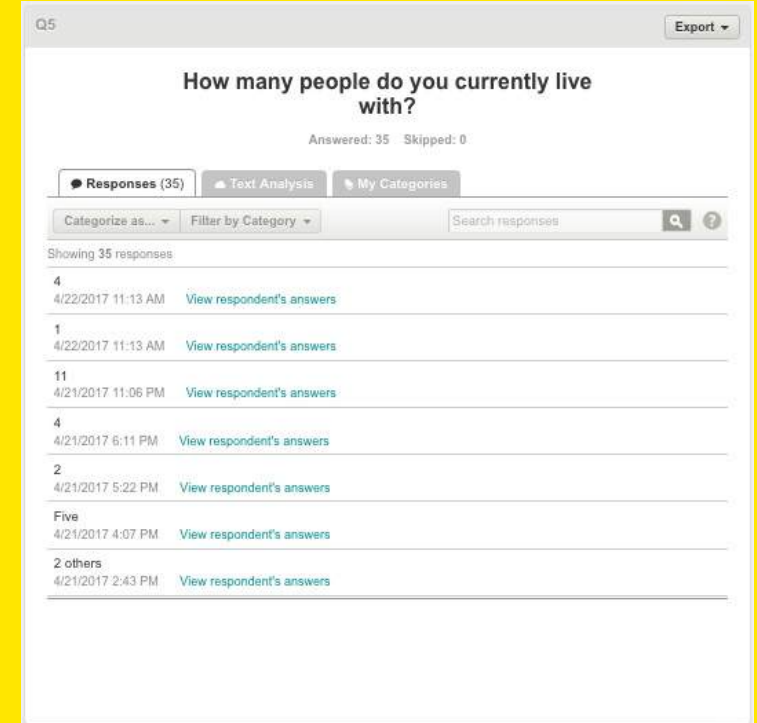 Q5
Export
How many people do you currently live
with?
Answered: 35 Skipped: 0
Responses (35) Text Analysis My Categories
Categorize as... Filter by Category Search responses ?
Showing 35 responses
4
4/22/2017 11:13 AM View respondent's answers
1
4/22/2017 11:13 AM View respondent's answers
11
4/21/2017 11:06 PM View respondent's answers
4
4/21/2017 6:11 PM View respondent's answers
2
4/21/2017 5:22 PM View respondent's answers
Five
4/21/2017 4:07 PM View respondent's answers
2 others
4/21/2017 2:43 PM View respondent's answers